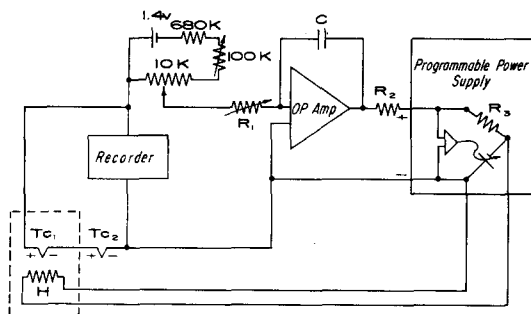 1.4v
680K
100K
10K
C
R1
OP Amp
R2
+
Programmable Power
Supply
R3
−
Recorder
Tc1
+ −
Tc2
+ −
H